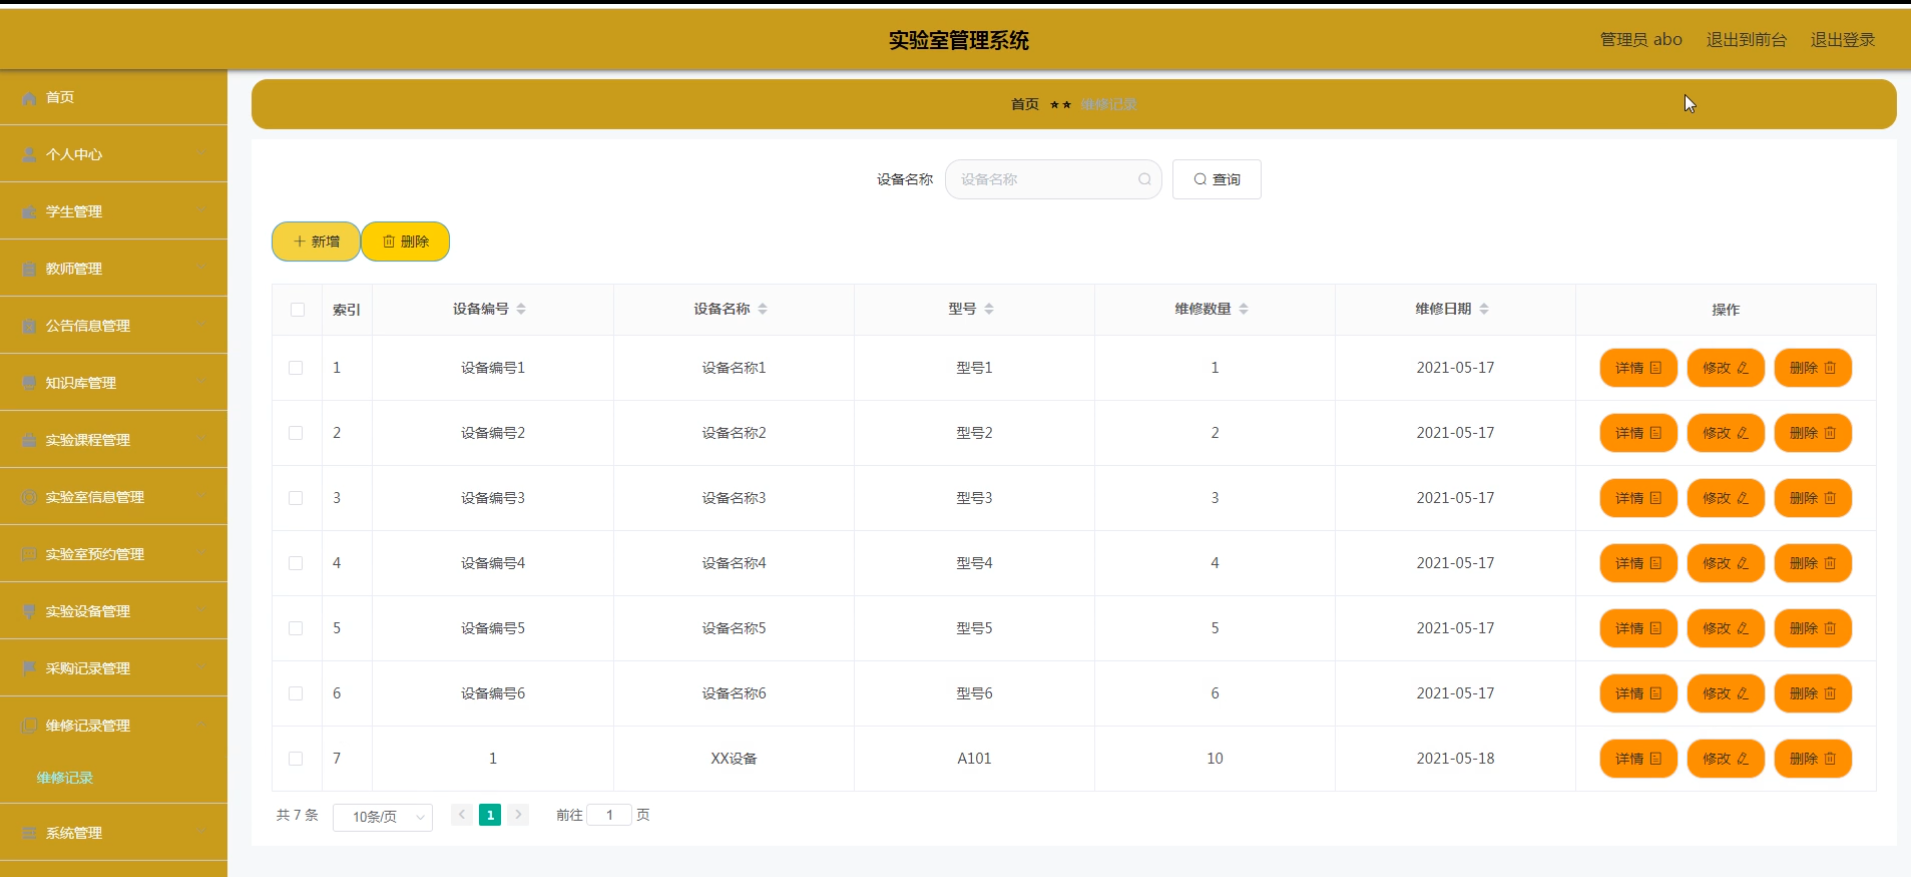 实验室管理系统
管理员 abo 退出到前台 退出登录
首页
个人中心
学生管理
教师管理
公告信息管理
知识库管理
实验课程管理
实验室信息管理
实验室预约管理
实验设备管理
采购记录管理
维修记录管理
维修记录
系统管理
首页 ★★ 维修记录
设备名称 设备名称 查询
新增 删除
索引 设备编号 设备名称 型号 维修数量 维修日期 操作
1 设备编号1 设备名称1 型号1 1 2021-05-17 详情 修改 删除
2 设备编号2 设备名称2 型号2 2 2021-05-17 详情 修改 删除
3 设备编号3 设备名称3 型号3 3 2021-05-17 详情 修改 删除
4 设备编号4 设备名称4 型号4 4 2021-05-17 详情 修改 删除
5 设备编号5 设备名称5 型号5 5 2021-05-17 详情 修改 删除
6 设备编号6 设备名称6 型号6 6 2021-05-17 详情 修改 删除
7 1 XX设备 A101 10 2021-05-18 详情 修改 删除
共 7 条 10条/页 < 1 > 前往 1 页